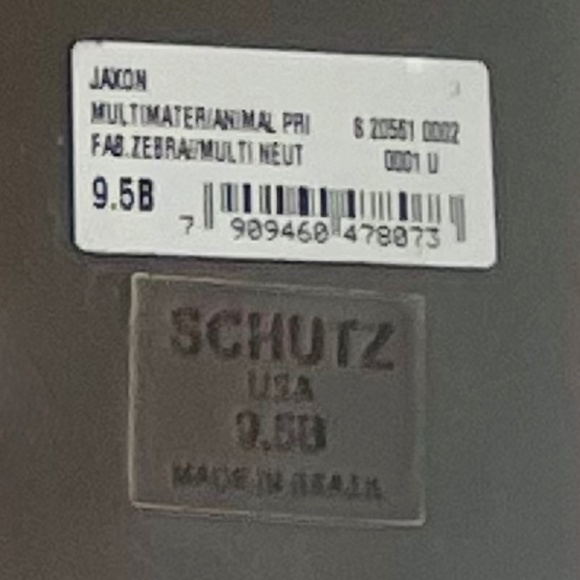 JAXON
MULTIMATER/ANIMAL PRI S 20561 0002
FAB.ZEBRA//MULTI NEUT 0001 U
9.5B
7 909460 478073
SCHUTZ
USA
9.5B
MADE IN BRAZIL